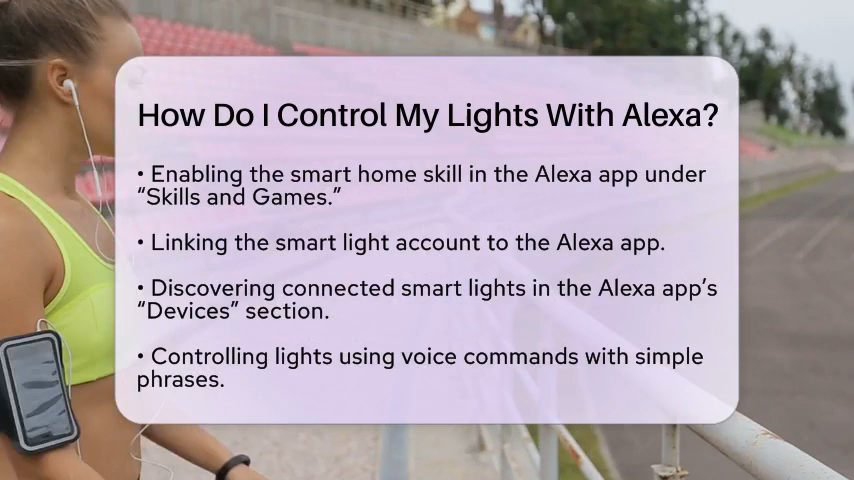 How Do I Control My Lights With Alexa?
• Enabling the smart home skill in the Alexa app under
“Skills and Games.”
• Linking the smart light account to the Alexa app.
• Discovering connected smart lights in the Alexa app’s
“Devices” section.
• Controlling lights using voice commands with simple
phrases.